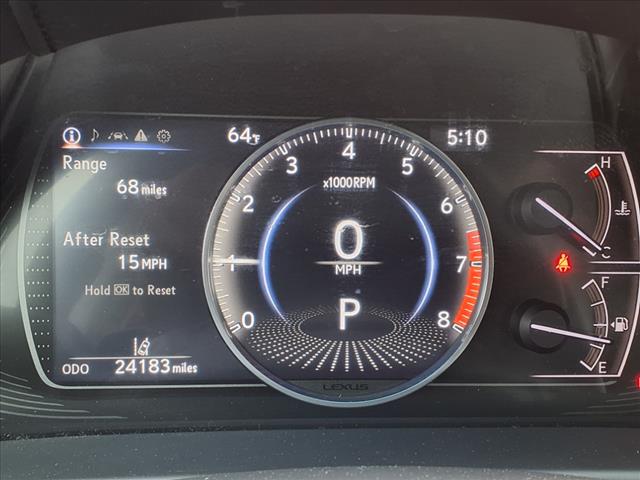 64°F
5:10
Range
68 miles
After Reset
15 MPH
Hold OK to Reset
ODO 24183 miles
x1000RPM
0 1 2 3 4 5 6 7 8
0
MPH
P
LEXUS
H
C
F
E